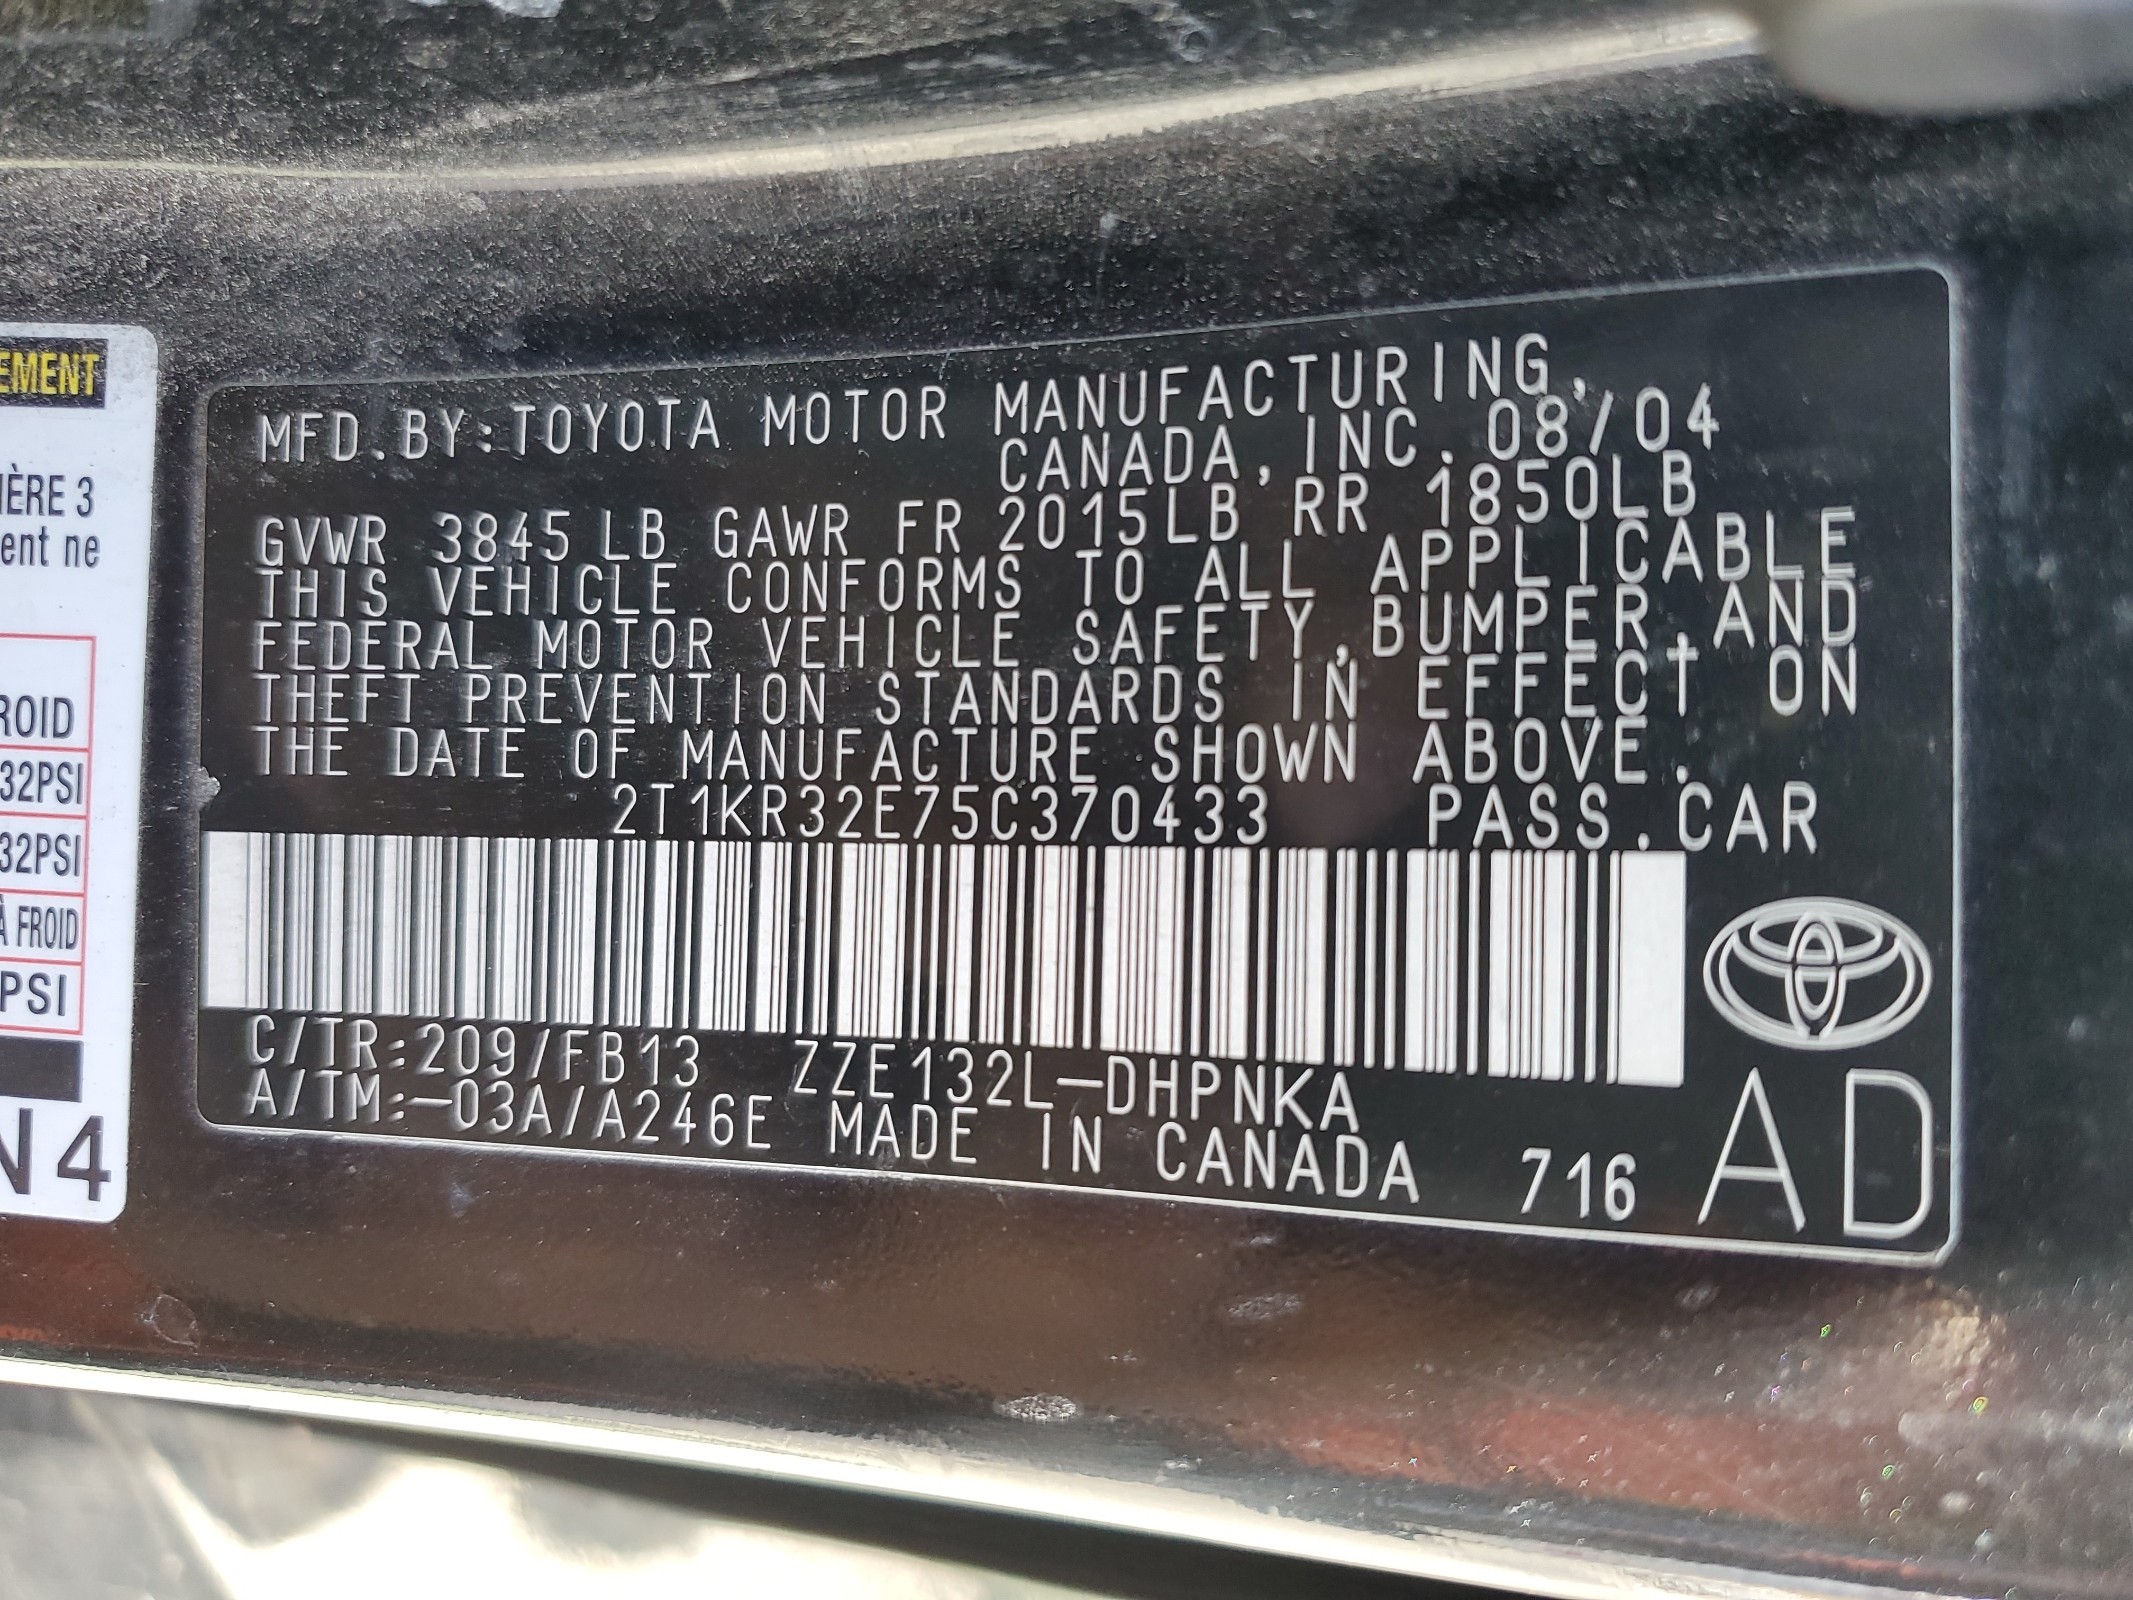 EMENT
IÈRE 3
ent ne
ROID
32PSI
32PSI
À FROID
PSI
N4
MFD.BY:TOYOTA MOTOR MANUFACTURING,
CANADA,INC. 08/04
GVWR 3845LB GAWR FR 2015LB RR 1850LB
THIS VEHICLE CONFORMS TO ALL APPLICABLE
FEDERAL MOTOR VEHICLE SAFETY,BUMPER,AND
THEFT PREVENTION STANDARDS IN EFFECT ON
THE DATE OF MANUFACTURE SHOWN ABOVE.
2T1KR32E75C370433 PASS.CAR
C/TR:209/FB13 ZZE132L-DHPNKA
A/TM:-03A/A246E MADE IN CANADA 716 AD